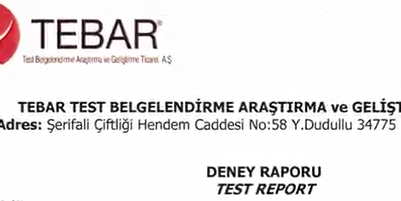 TEBAR
Test Belgelendirme Araştırma ve Geliştirme Ticaret A.Ş.
TEBAR TEST BELGELENDİRME ARAŞTIRMA ve GELİŞT
Adres: Şerifali Çiftliği Hendem Caddesi No:58 Y.Dudullu 34775
DENEY RAPORU
TEST REPORT